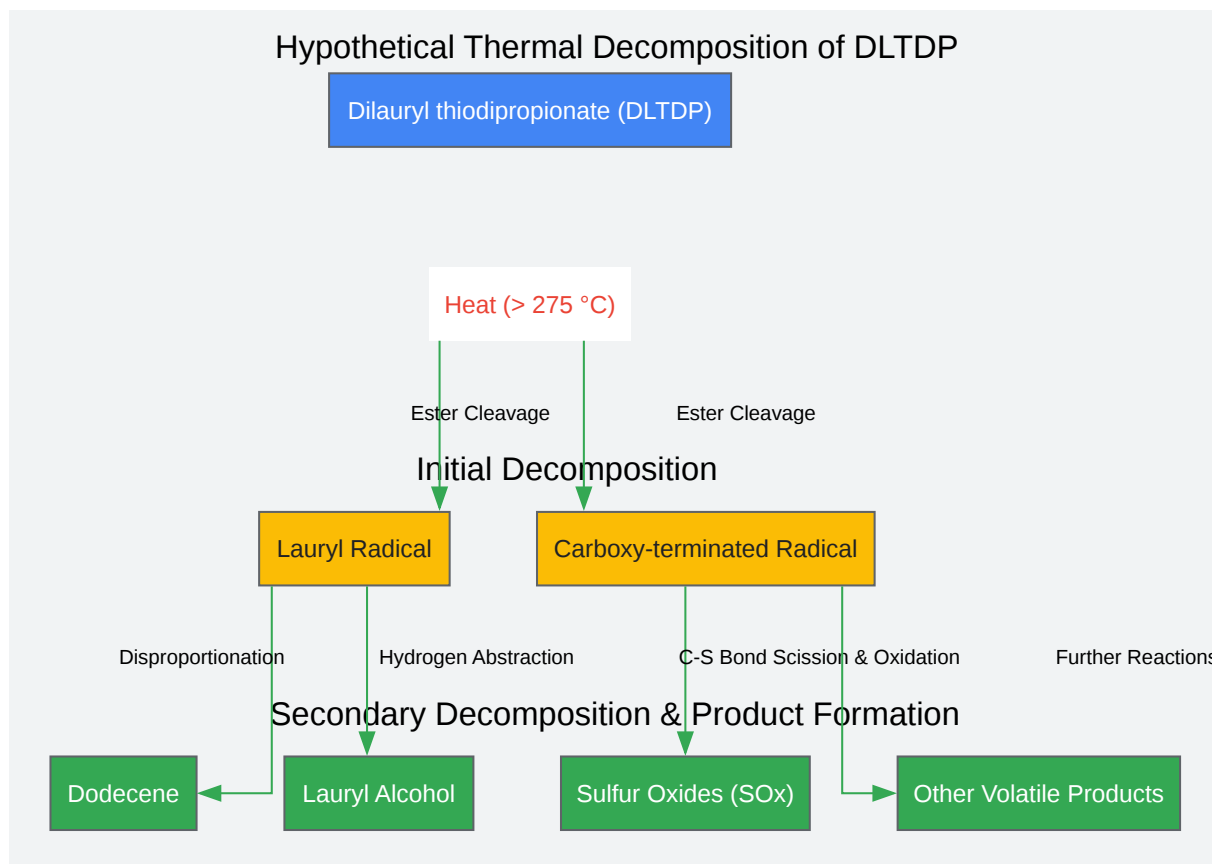 Hypothetical Thermal Decomposition of DLTDP
Dilauryl thiodipropionate (DLTDP)
Heat (> 275 °C)
Ester Cleavage
Ester Cleavage
Initial Decomposition
Lauryl Radical
Carboxy-terminated Radical
Disproportionation
Hydrogen Abstraction
C-S Bond Scission & Oxidation
Further Reactions
Secondary Decomposition & Product Formation
Dodecene
Lauryl Alcohol
Sulfur Oxides (SOx)
Other Volatile Products